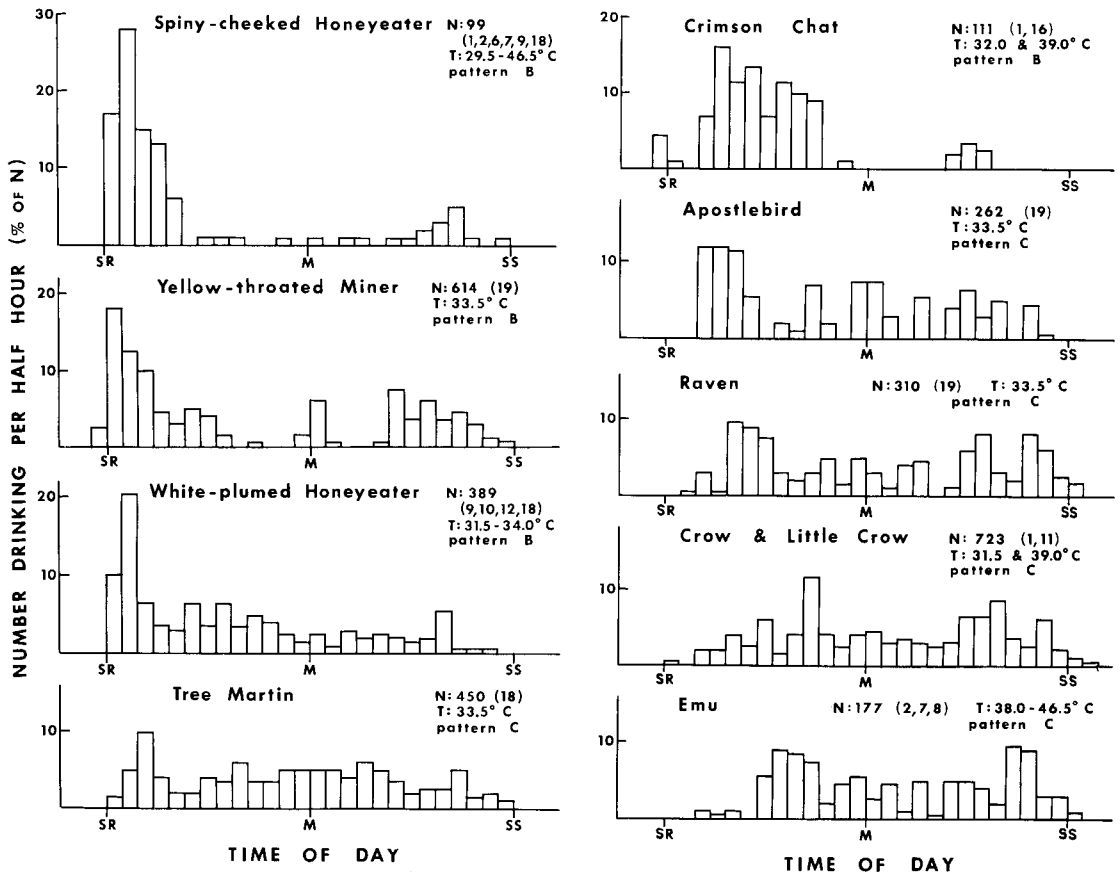 NUMBER DRINKING PER HALF HOUR (% OF N)
30
20
10
Spiny-cheeked Honeyeater
N: 99
(1,2,6,7,9,18)
T: 29.5-46.5° C
pattern B
SR M SS
20
10
Yellow-throated Miner
N: 614 (19)
T: 33.5° C
pattern B
SR M SS
20
10
White-plumed Honeyeater
N: 389
(9,10,12,18)
T: 31.5-34.0° C
pattern B
SR M SS
10
Tree Martin
N: 450 (18)
T: 33.5° C
pattern C
SR M SS
TIME OF DAY
20
10
Crimson Chat
N: 111 (1,16)
T: 32.0 & 39.0° C
pattern B
SR M SS
10
Apostlebird
N: 262 (19)
T: 33.5° C
pattern C
SR M SS
10
Raven
N: 310 (19) T: 33.5° C
pattern C
SR M SS
10
Crow & Little Crow
N: 723 (1,11)
T: 31.5 & 39.0° C
pattern C
SR M SS
10
Emu
N: 177 (2,7,8) T: 38.0-46.5° C
pattern C
SR M SS
TIME OF DAY